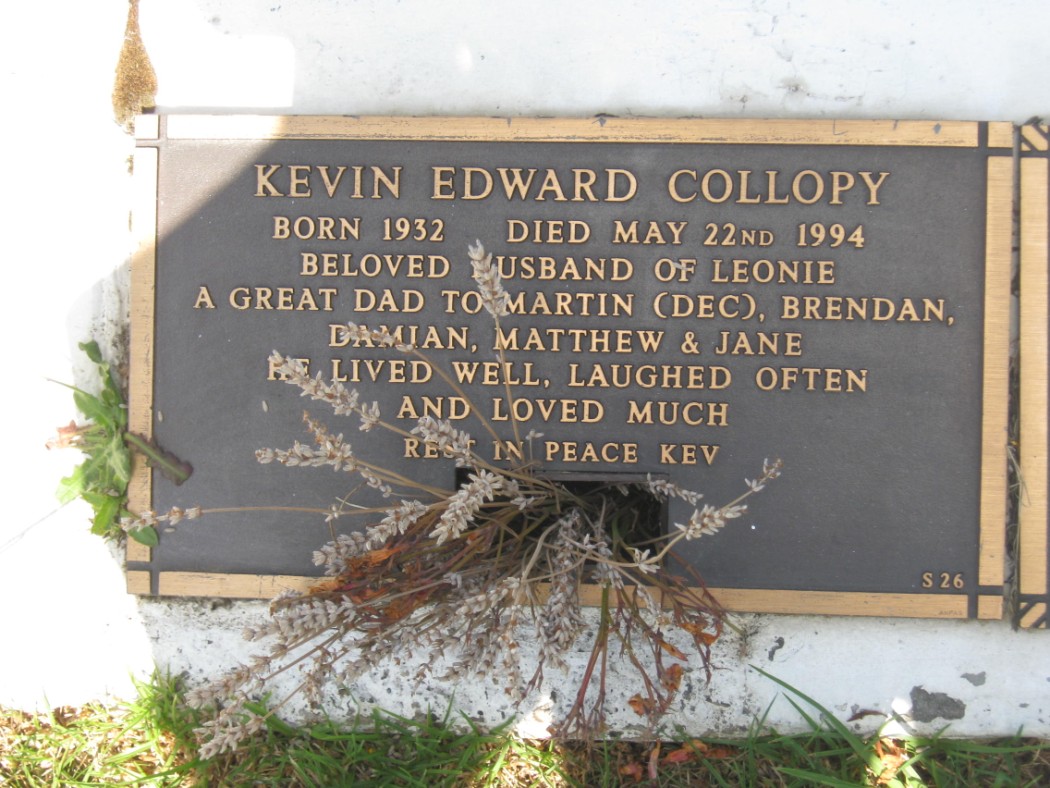 KEVIN EDWARD COLLOPY
BORN 1932 DIED MAY 22ND 1994
BELOVED HUSBAND OF LEONIE
A GREAT DAD TO MARTIN (DEC), BRENDAN,
DAMIAN, MATTHEW & JANE
HE LIVED WELL, LAUGHED OFTEN
AND LOVED MUCH
REST IN PEACE KEV
S 26